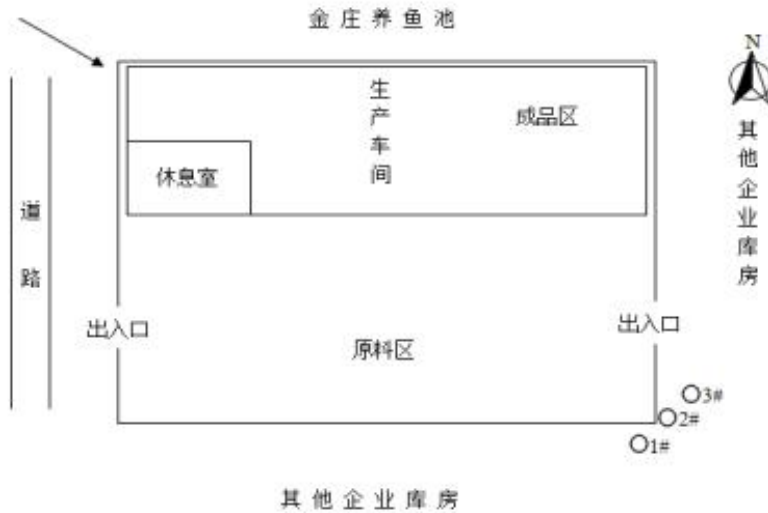 金庄养鱼池
N
生产车间
成品区
其他企业库房
休息室
道路
出入口
出入口
原料区
3#
2#
1#
其他企业库房